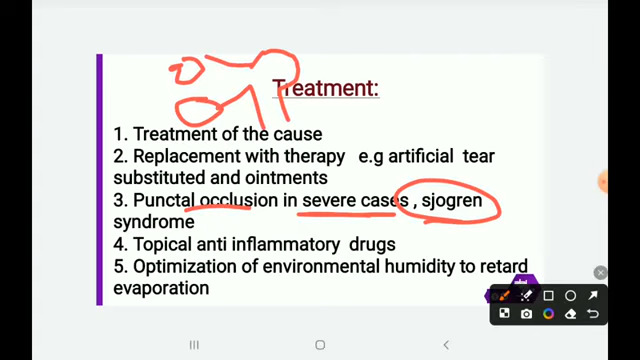 Treatment:
1. Treatment of the cause
2. Replacement with therapy e.g artificial tear
substituted and ointments
3. Punctal occlusion in severe cases , sjogren
syndrome
4. Topical anti inflammatory drugs
5. Optimization of environmental humidity to retard
evaporation